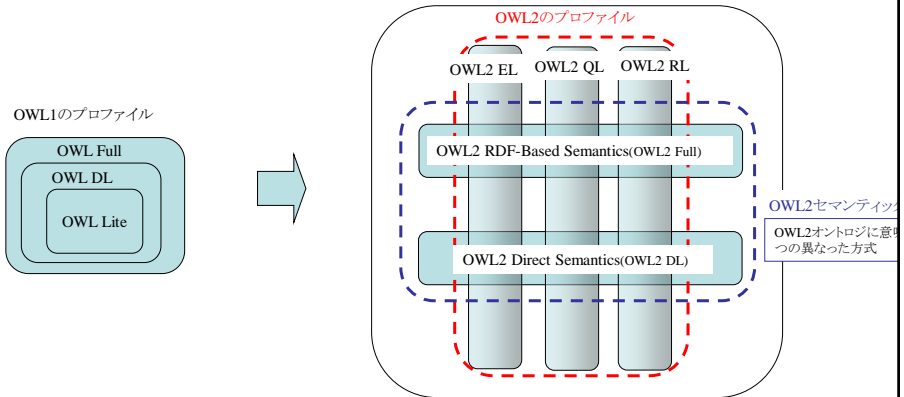 OWL2のプロファイル
OWL2 EL
OWL2 QL
OWL2 RL
OWL1のプロファイル
OWL Full
OWL DL
OWL Lite
OWL2 RDF-Based Semantics(OWL2 Full)
OWL2セマンティック
OWL2オントロジに意
つの異なった方式
OWL2 Direct Semantics(OWL2 DL)